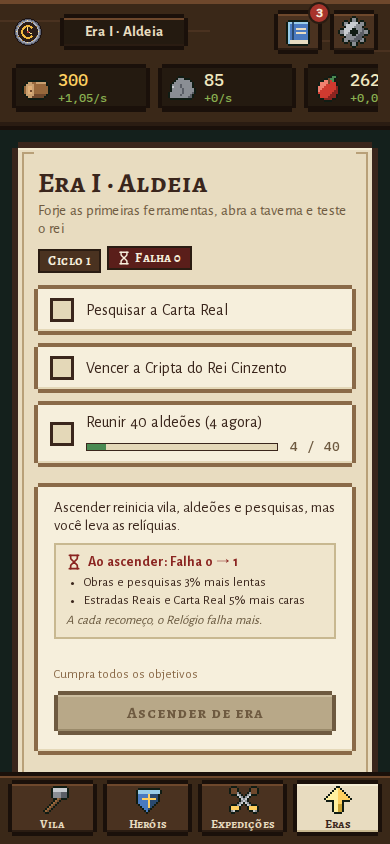 Era I · Aldeia
3
300
+1,05/s
85
+0/s
262
+0,0
Era I · Aldeia
Forje as primeiras ferramentas, abra a taverna e teste
o rei
Ciclo 1
Falha 0
Pesquisar a Carta Real
Vencer a Cripta do Rei Cinzento
Reunir 40 aldeões (4 agora)
4 / 40
Ascender reinicia vila, aldeões e pesquisas, mas
você leva as relíquias.
Ao ascender: Falha 0 → 1
• Obras e pesquisas 3% mais lentas
• Estradas Reais e Carta Real 5% mais caras
A cada recomeço, o Relógio falha mais.
Cumpra todos os objetivos
Ascender de era
Vila
Heróis
Expedições
Eras